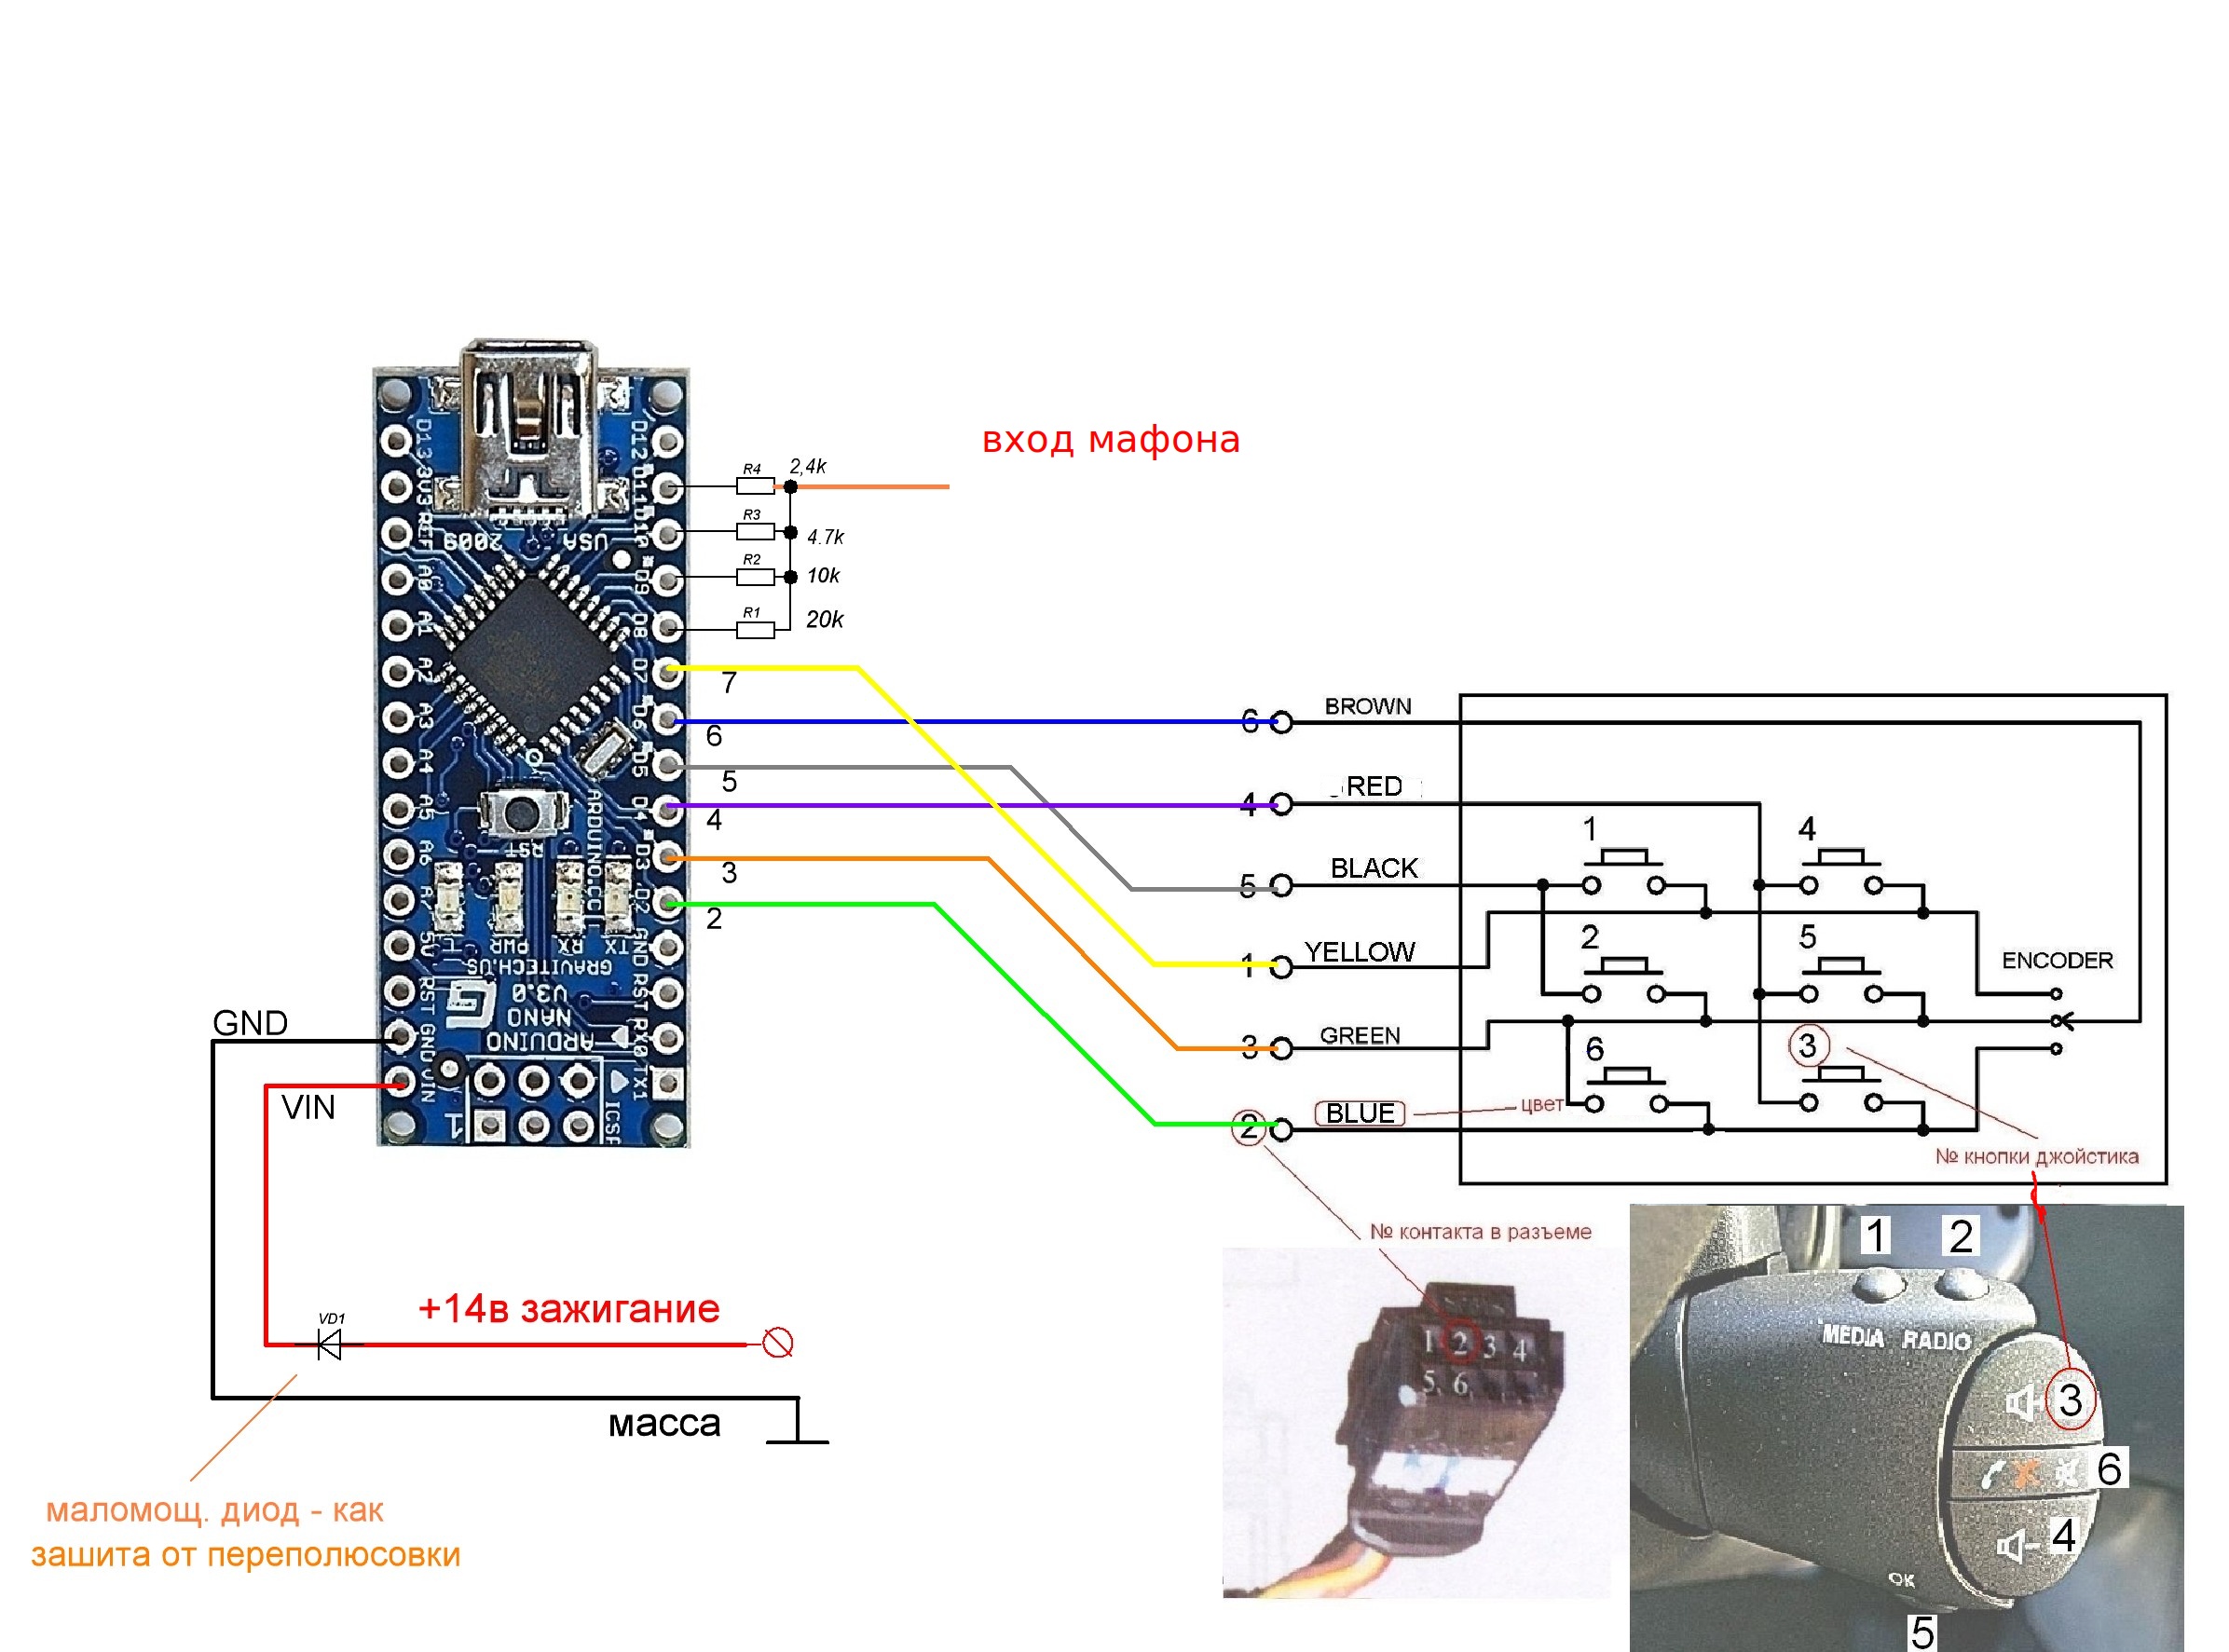 вход мафона
R4 2,4k
R3
4.7k
R2
10k
R1
20k
D13
3V3
REF
A0
A1
A2
A3
A4
A5
A6
A7
5V
RST
GND
VIN
D12
D11
D10
D9
D8
D7
D6
D5
D4
D3
D2
GND
RST
RX0
TX1
2009 USA
RST
ARDUINO.CC
L PWR RX TX
GRAVITECH.US
V3.0
NANO
ARDUINO
ICSP
1
7
6
5
4
3
2
GND
VIN
VD1
+14в зажигание
масса
маломощ. диод - как
зашита от переполюсовки
6 BROWN
4 RED
5 BLACK
1 YELLOW
3 GREEN
2 BLUE
цвет
1 4
2 5
6 3
ENCODER
№ кнопки джойстика
№ контакта в разъеме
1 2 3 4
5 6
1 2
MEDIA RADIO
3
6
4
OK
5